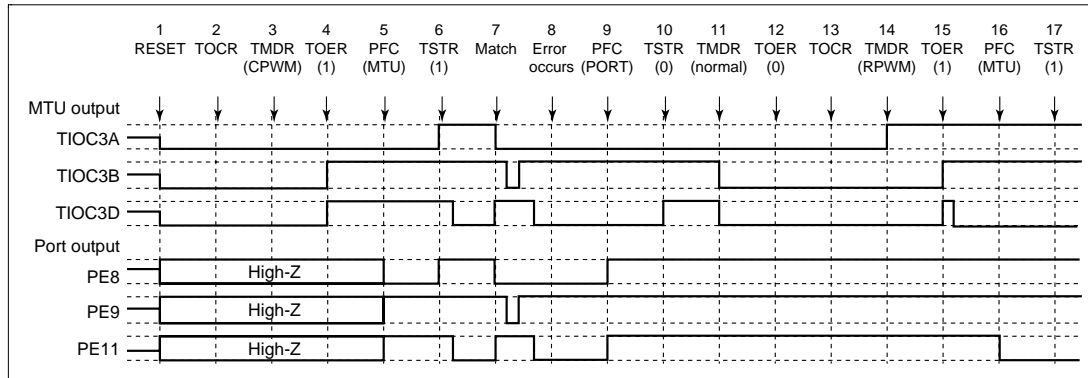 1 2 3 4 5 6 7 8 9 10 11 12 13 14 15 16 17
RESET TOCR TMDR TOER PFC TSTR Match Error PFC TSTR TMDR TOER TOCR TMDR TOER PFC TSTR
(CPWM) (1) (MTU) (1) occurs (PORT) (0) (normal) (0) (RPWM) (1) (MTU) (1)
MTU output
TIOC3A
TIOC3B
TIOC3D
Port output
PE8 High-Z
PE9 High-Z
PE11 High-Z